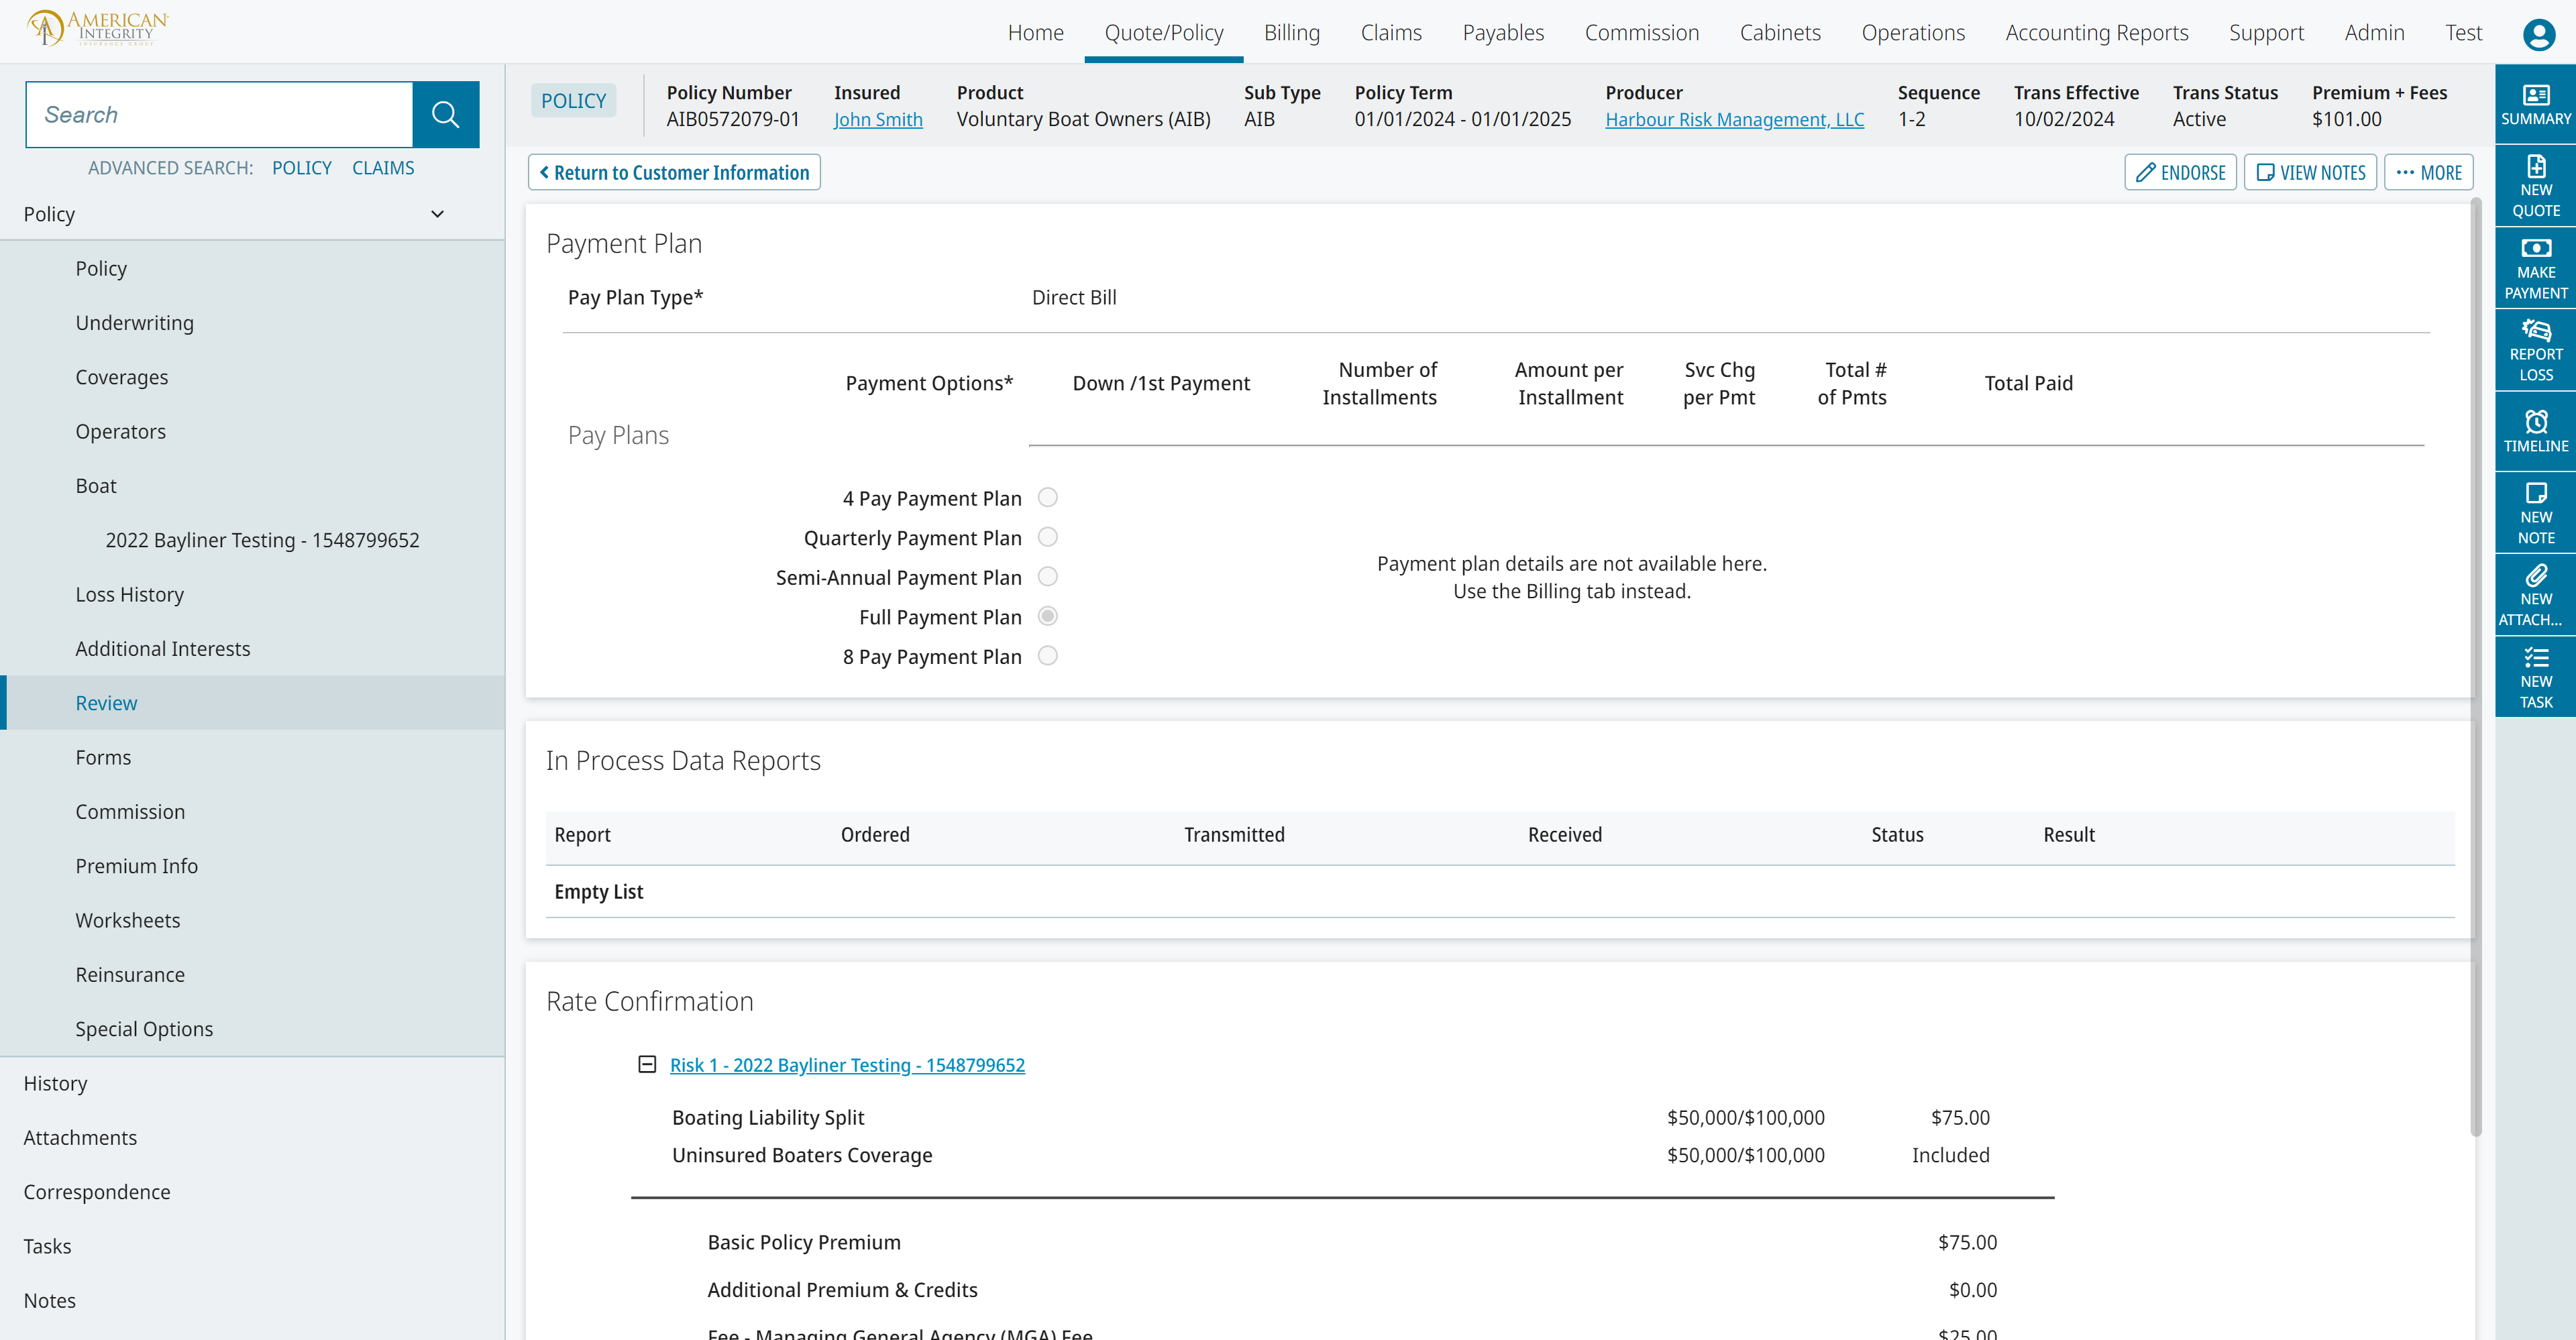 AMERICAN
INTEGRITY
INSURANCE GROUP
Home Quote/Policy Billing Claims Payables Commission Cabinets Operations Accounting Reports Support Admin Test
Search
ADVANCED SEARCH: POLICY CLAIMS
Policy
Policy
Underwriting
Coverages
Operators
Boat
2022 Bayliner Testing - 1548799652
Loss History
Additional Interests
Review
Forms
Commission
Premium Info
Worksheets
Reinsurance
Special Options
History
Attachments
Correspondence
Tasks
Notes
POLICY
Policy Number Insured Product Sub Type Policy Term Producer Sequence Trans Effective Trans Status Premium + Fees
AIB0572079-01 John Smith Voluntary Boat Owners (AIB) AIB 01/01/2024 - 01/01/2025 Harbour Risk Management, LLC 1-2 10/02/2024 Active $101.00
Return to Customer Information
ENDORSE VIEW NOTES ••• MORE
Payment Plan
Pay Plan Type* Direct Bill
Payment Options* Down /1st Payment Number of Installments Amount per Installment Svc Chg per Pmt Total # of Pmts Total Paid
Pay Plans
4 Pay Payment Plan
Quarterly Payment Plan
Semi-Annual Payment Plan
Full Payment Plan
8 Pay Payment Plan
Payment plan details are not available here.
Use the Billing tab instead.
In Process Data Reports
Report Ordered Transmitted Received Status Result
Empty List
Rate Confirmation
Risk 1 - 2022 Bayliner Testing - 1548799652
Boating Liability Split $50,000/$100,000 $75.00
Uninsured Boaters Coverage $50,000/$100,000 Included
Basic Policy Premium $75.00
Additional Premium & Credits $0.00
Fee - Managing General Agency (MGA) Fee $25.00
SUMMARY
NEW
QUOTE
MAKE
PAYMENT
REPORT
LOSS
TIMELINE
NEW
NOTE
NEW
ATTACH...
NEW
TASK